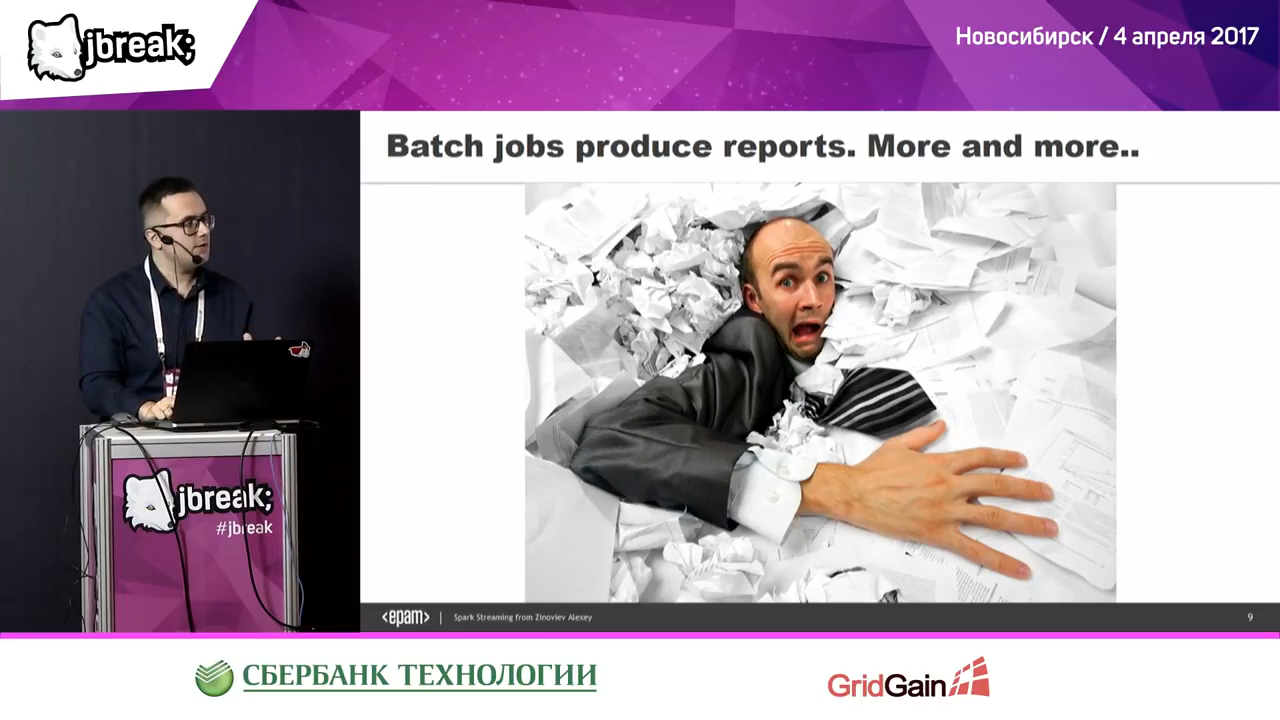 jbreak;
Новосибирск / 4 апреля 2017
Batch jobs produce reports. More and more..
jbreak;
#jbreak
<epam> | Spark Streaming from Zinoviev Alexey
9
СБЕРБАНК ТЕХНОЛОГИИ
GridGain